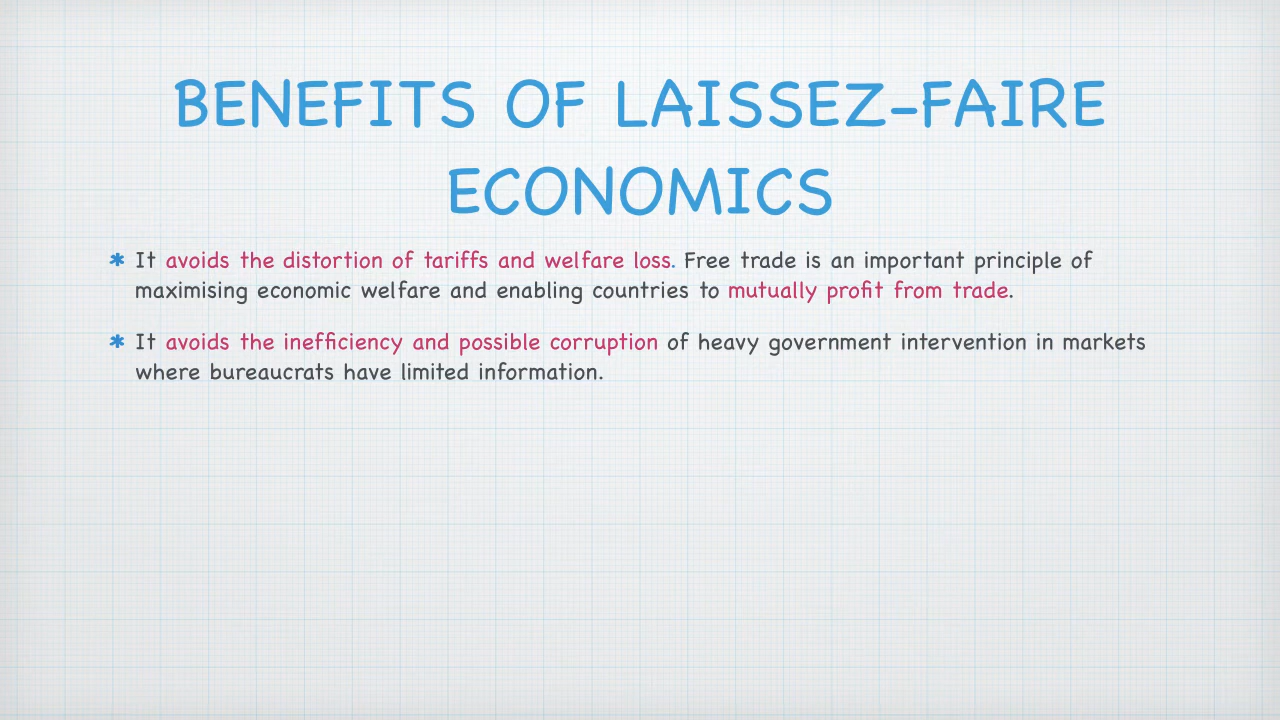 BENEFITS OF LAISSEZ-FAIRE
ECONOMICS
* It avoids the distortion of tariffs and welfare loss. Free trade is an important principle of
maximising economic welfare and enabling countries to mutually profit from trade.
* It avoids the inefficiency and possible corruption of heavy government intervention in markets
where bureaucrats have limited information.